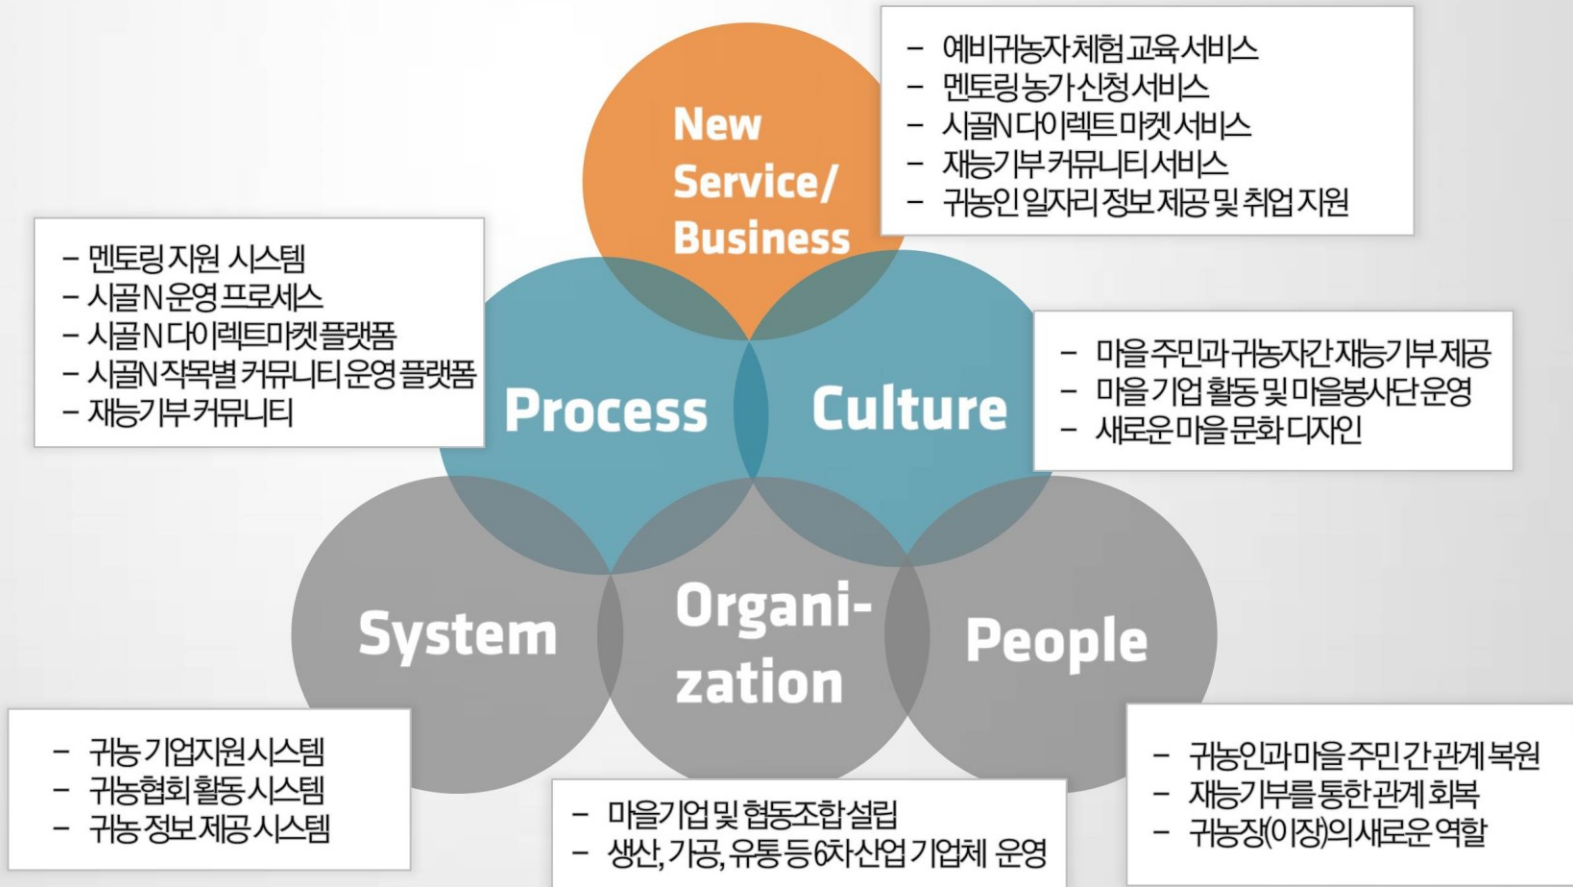 New
Service/
Business
– 예비귀농자 체험 교육 서비스
– 멘토링 농가 신청 서비스
– 시골N 다이렉트 마켓 서비스
– 재능기부 커뮤니티 서비스
– 귀농인 일자리 정보 제공 및 취업 지원
– 멘토링 지원 시스템
– 시골N 운영 프로세스
– 시골N 다이렉트마켓 플랫폼
– 시골N 작목별 커뮤니티 운영 플랫폼
– 재능기부 커뮤니티
Process
Culture
– 마을 주민과 귀농자간 재능기부 제공
– 마을 기업 활동 및 마을봉사단 운영
– 새로운 마을 문화 디자인
System
Organi-
zation
People
– 귀농 기업지원 시스템
– 귀농협회 활동 시스템
– 귀농 정보 제공 시스템
– 마을기업 및 협동조합 설립
– 생산, 가공, 유통 등 6차 산업 기업체 운영
– 귀농인과 마을 주민 간 관계 복원
– 재능기부를 통한 관계 회복
– 귀농장(이장)의 새로운 역할